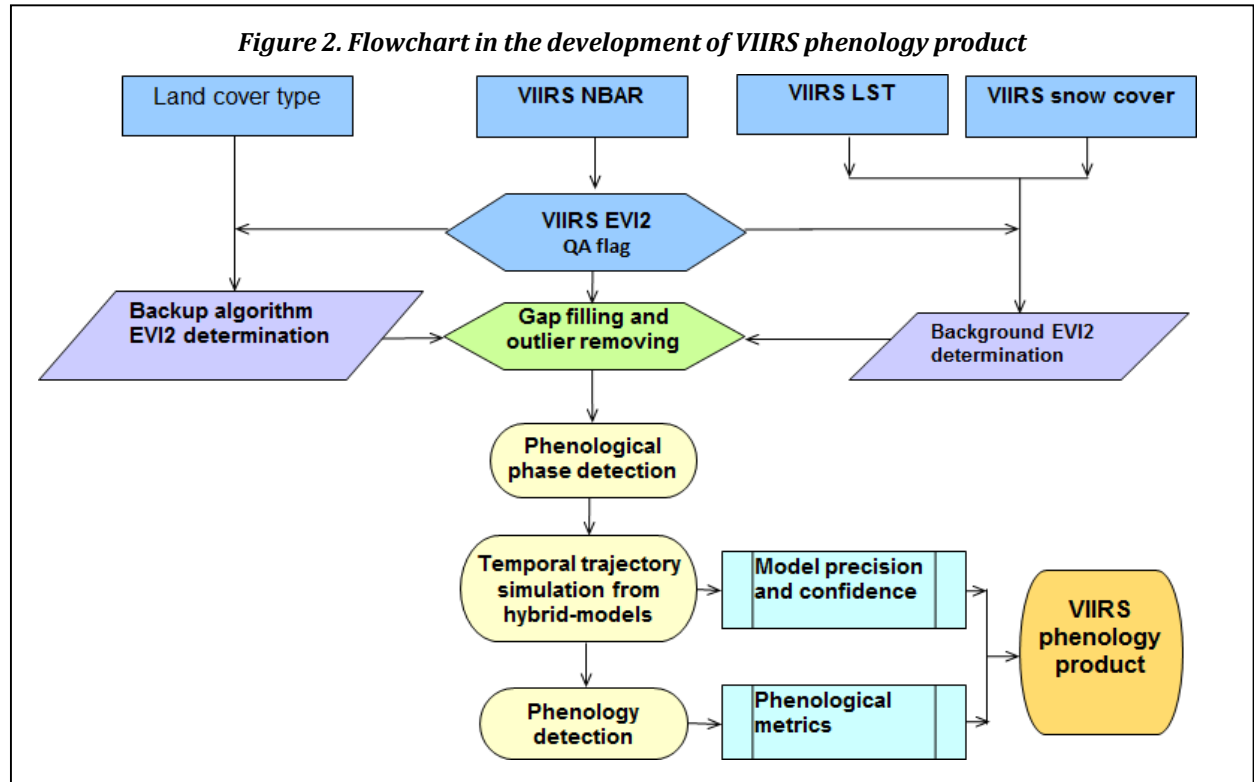 Figure 2. Flowchart in the development of VIIRS phenology product
Land cover type
VIIRS NBAR
VIIRS LST
VIIRS snow cover
VIIRS EVI2
QA flag
Backup algorithm
EVI2 determination
Gap filling and
outlier removing
Background EVI2
determination
Phenological
phase detection
Temporal trajectory
simulation from
hybrid-models
Model precision
and confidence
VIIRS
phenology
product
Phenology
detection
Phenological
metrics